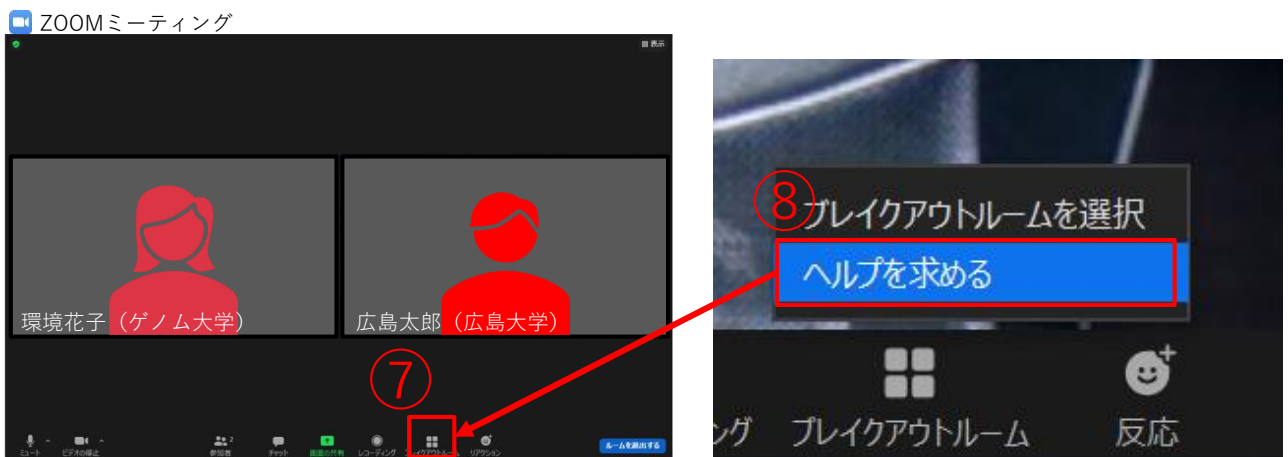 ZOOMミーティング
表示
環境花子（ゲノム大学）
広島太郎（広島大学）
⑦
ミュート
ビデオの停止
2
参加者
チャット
画面の共有
レコーディング
ブレイクアウトルーム
リアクション
ルームを退出する
⑧
ブレイクアウトルームを選択
ヘルプを求める
ング
ブレイクアウトルーム
反応